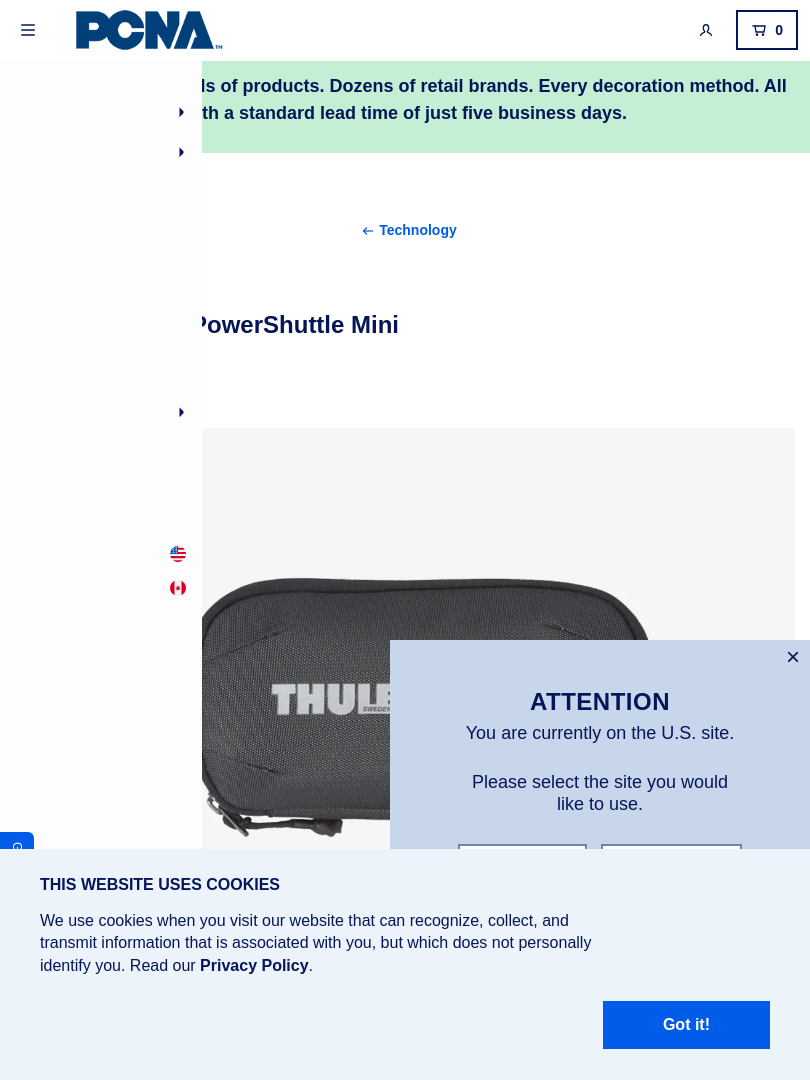 PCNA™
0
of products. Dozens of retail brands. Every decoration method. All
a standard lead time of just five business days.
← Technology
PowerShuttle Mini
THULE
SWEDEN
ATTENTION
You are currently on the U.S. site.
Please select the site you would
like to use.
THIS WEBSITE USES COOKIES
We use cookies when you visit our website that can recognize, collect, and
transmit information that is associated with you, but which does not personally
identify you. Read our Privacy Policy.
Got it!